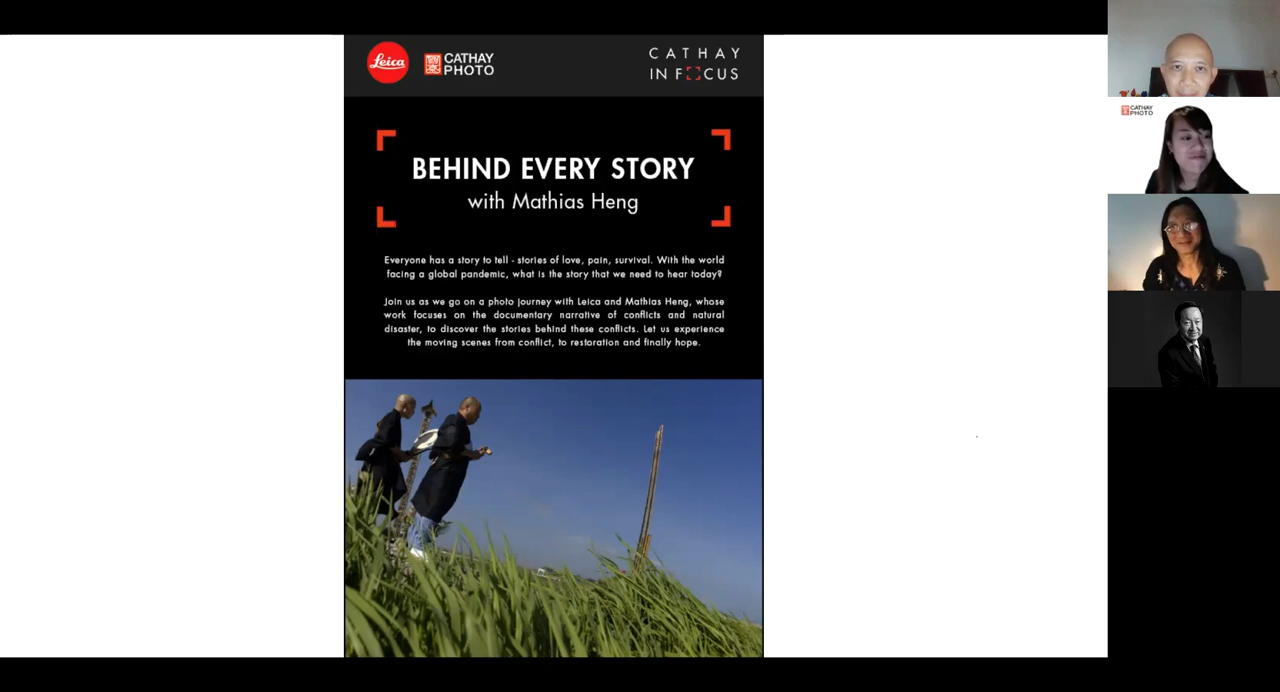 Leica
CATHAY
PHOTO
CATHAY
IN FOCUS
BEHIND EVERY STORY
with Mathias Heng
Everyone has a story to tell - stories of love, pain, survival. With the world
facing a global pandemic, what is the story that we need to hear today?
Join us as we go on a photo journey with Leica and Mathias Heng, whose
work focuses on the documentary narrative of conflicts and natural
disaster, to discover the stories behind these conflicts. Let us experience
the moving scenes from conflict, to restoration and finally hope.
CATHAY
PHOTO